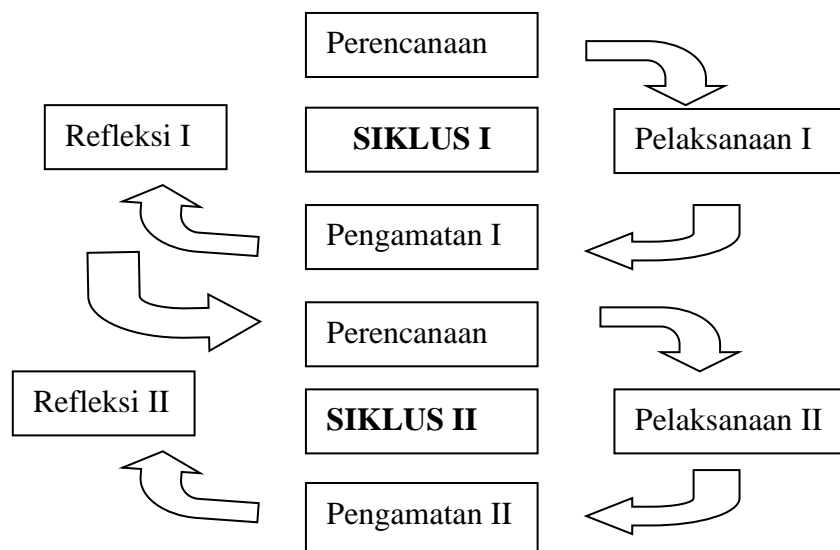 Perencanaan
Refleksi I
SIKLUS I
Pelaksanaan I
Pengamatan I
Perencanaan
Refleksi II
SIKLUS II
Pelaksanaan II
Pengamatan II